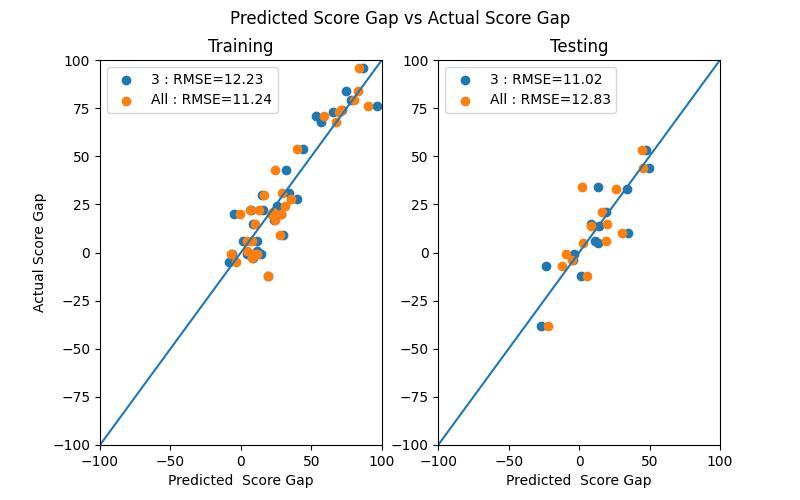 Predicted Score Gap vs Actual Score Gap
Training
3 : RMSE=12.23
All : RMSE=11.24
100
75
50
25
0
−25
−50
−75
−100
Actual Score Gap
−100
−50
0
50
100
Predicted  Score Gap
Testing
3 : RMSE=11.02
All : RMSE=12.83
100
75
50
25
0
−25
−50
−75
−100
−100
−50
0
50
100
Predicted  Score Gap